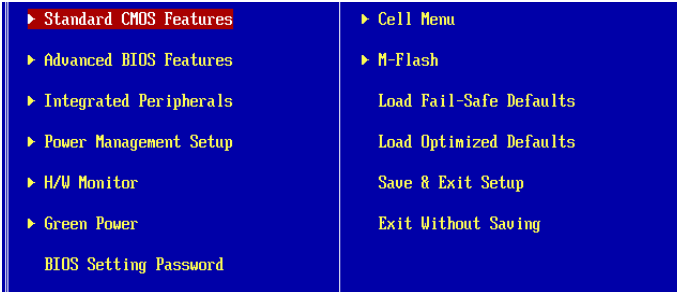 Standard CMOS Features
Advanced BIOS Features
Integrated Peripherals
Power Management Setup
H/W Monitor
Green Power
BIOS Setting Password
Cell Menu
M-Flash
Load Fail-Safe Defaults
Load Optimized Defaults
Save & Exit Setup
Exit Without Saving